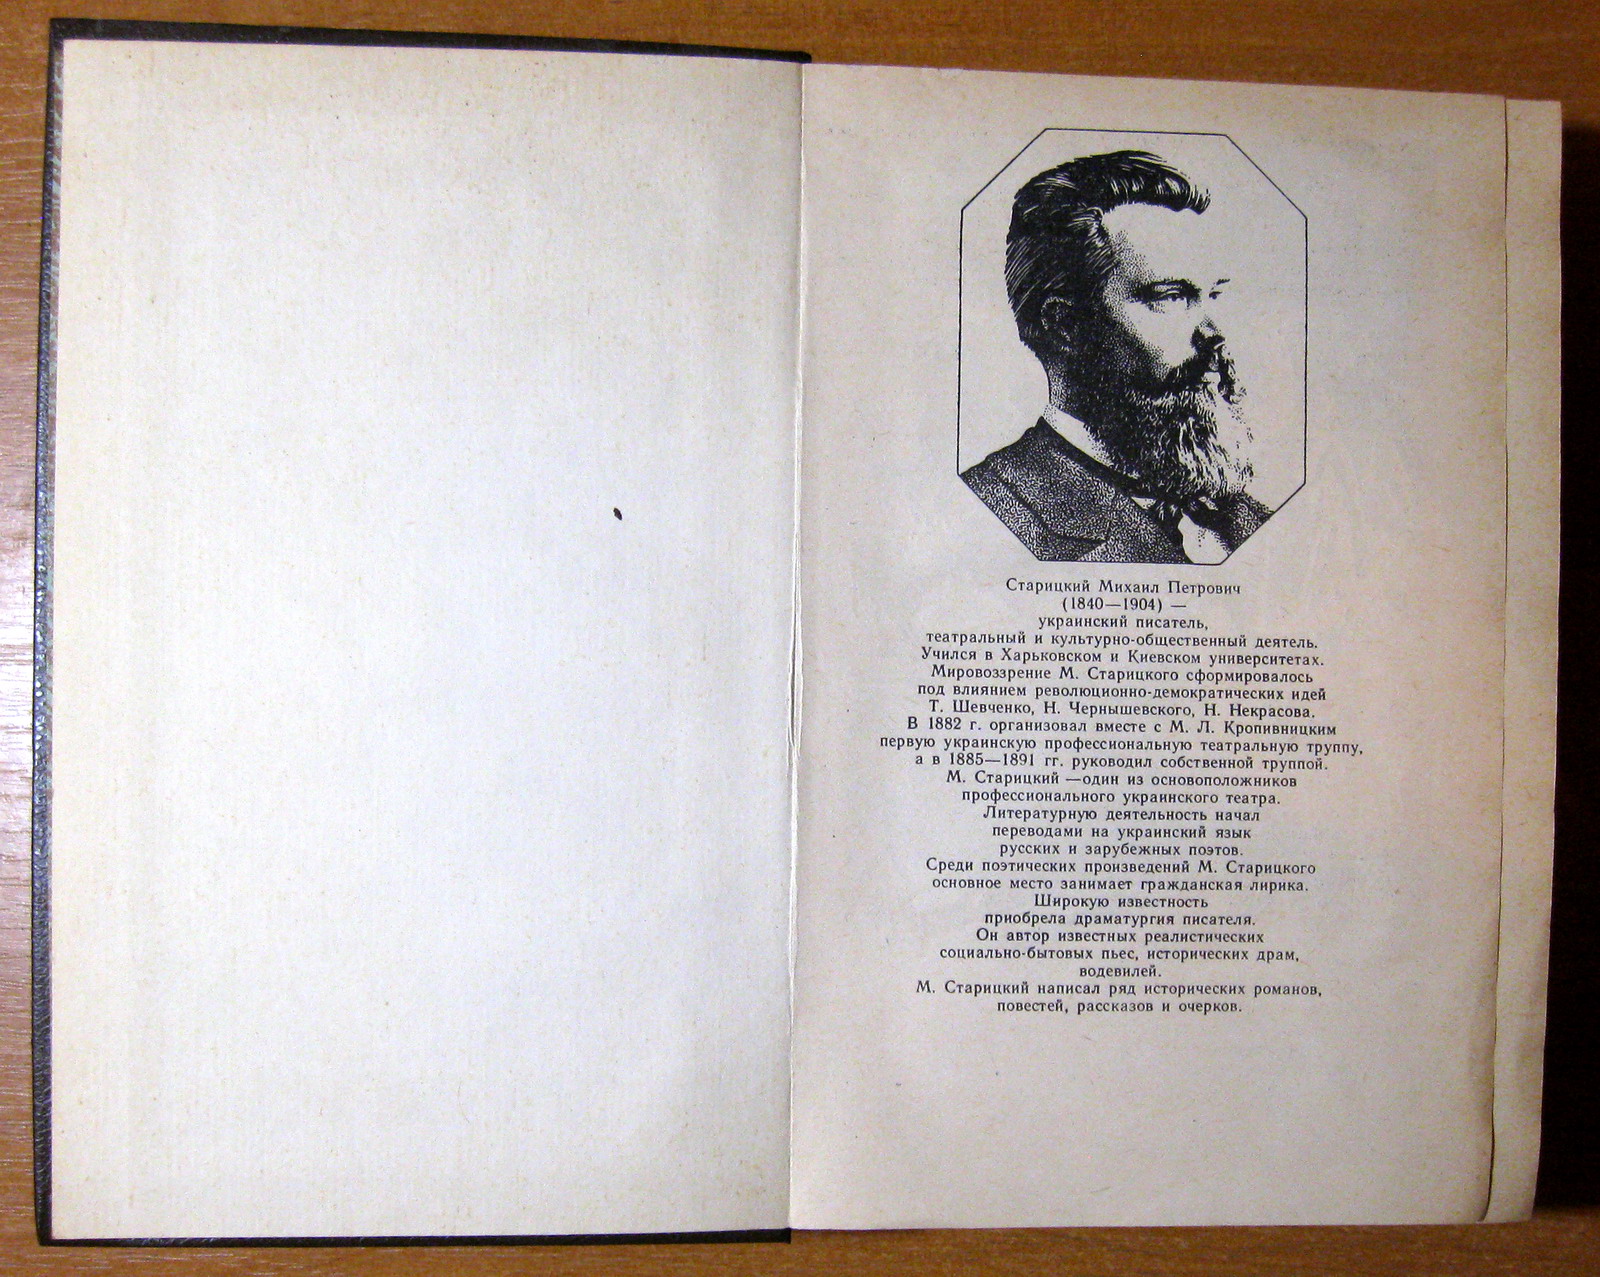 Старицкий Михаил Петрович
(1840—1904) —
украинский писатель,
театральный и культурно-общественный деятель.
Учился в Харьковском и Киевском университетах.
Мировоззрение М. Старицкого сформировалось
под влиянием революционно-демократических идей
Т. Шевченко, Н. Чернышевского, Н. Некрасова.
В 1882 г. организовал вместе с М. Л. Кропивницким
первую украинскую профессиональную театральную труппу,
а в 1885—1891 гг. руководил собственной труппой.
М. Старицкий —один из основоположников
профессионального украинского театра.
Литературную деятельность начал
переводами на украинский язык
русских и зарубежных поэтов.
Среди поэтических произведений М. Старицкого
основное место занимает гражданская лирика.
Широкую известность
приобрела драматургия писателя.
Он автор известных реалистических
социально-бытовых пьес, исторических драм,
водевилей.
М. Старицкий написал ряд исторических романов,
повестей, рассказов и очерков.